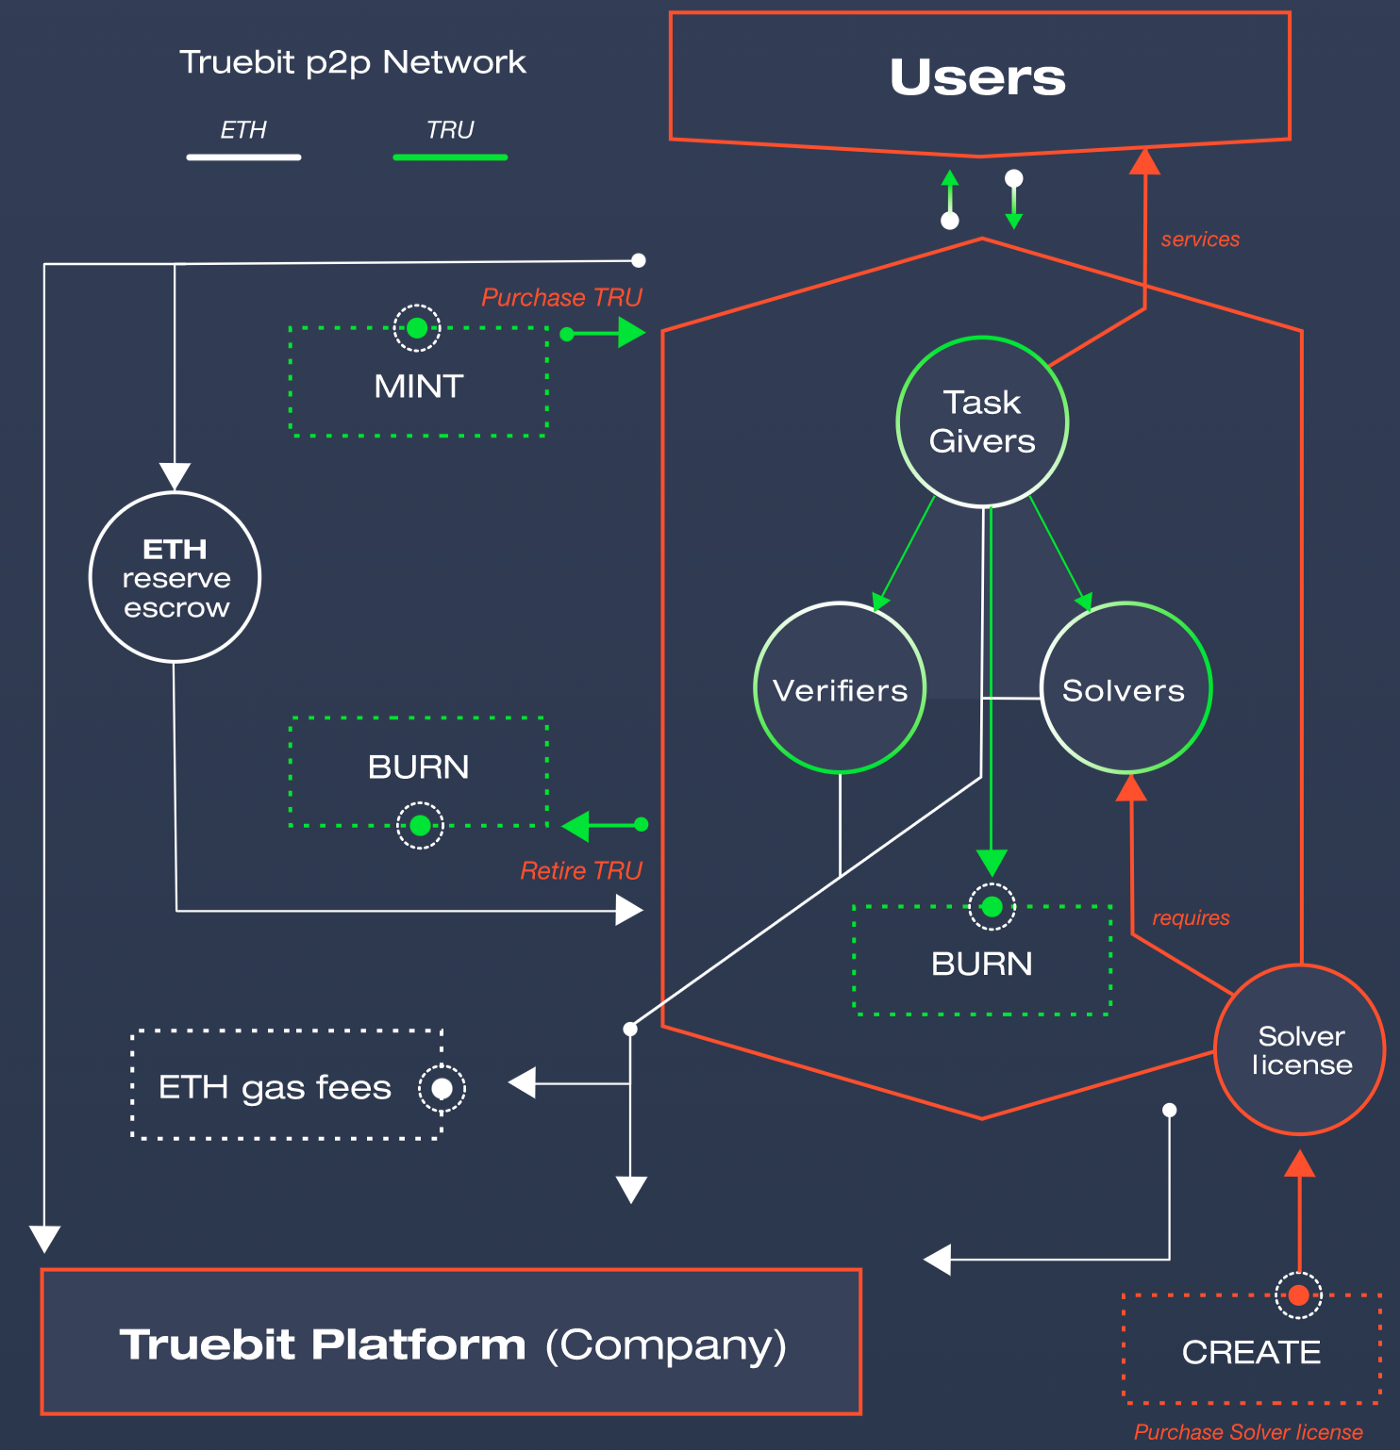 Truebit p2p Network
ETH
TRU
Users
services
Purchase TRU
MINT
Task
Givers
ETH
reserve
escrow
Verifiers
Solvers
BURN
Retire TRU
requires
BURN
Solver
license
ETH gas fees
Truebit Platform (Company)
CREATE
Purchase Solver license